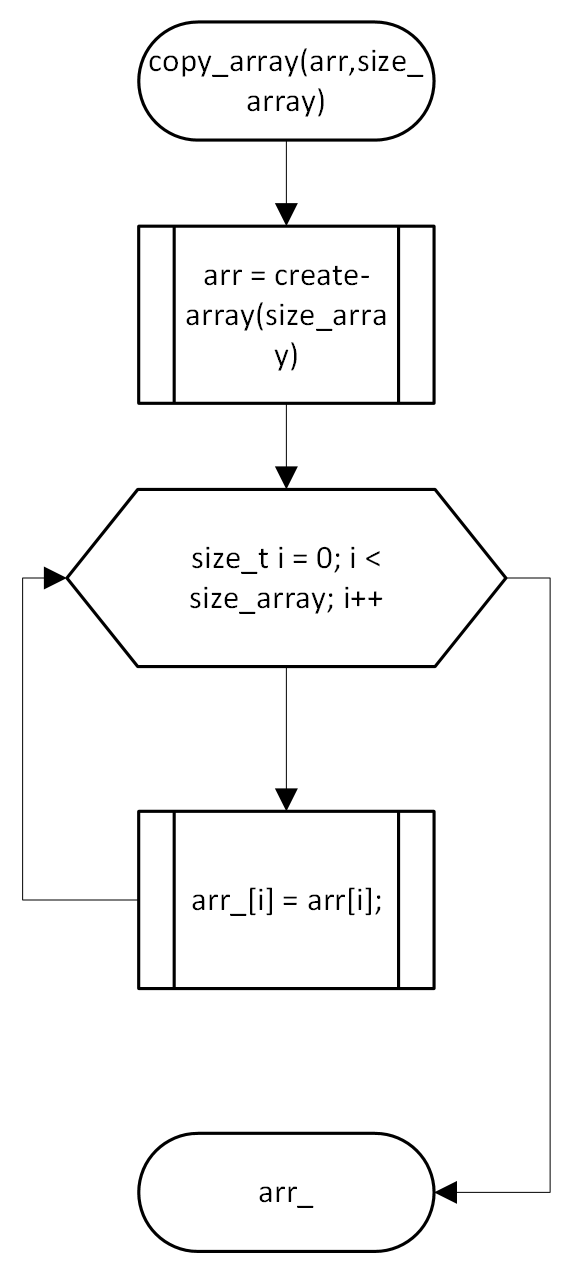 copy_array(arr,size_
array)
arr = create-
array(size_arra
y)
size_t i = 0; i <
size_array; i++
arr_[i] = arr[i];
arr_